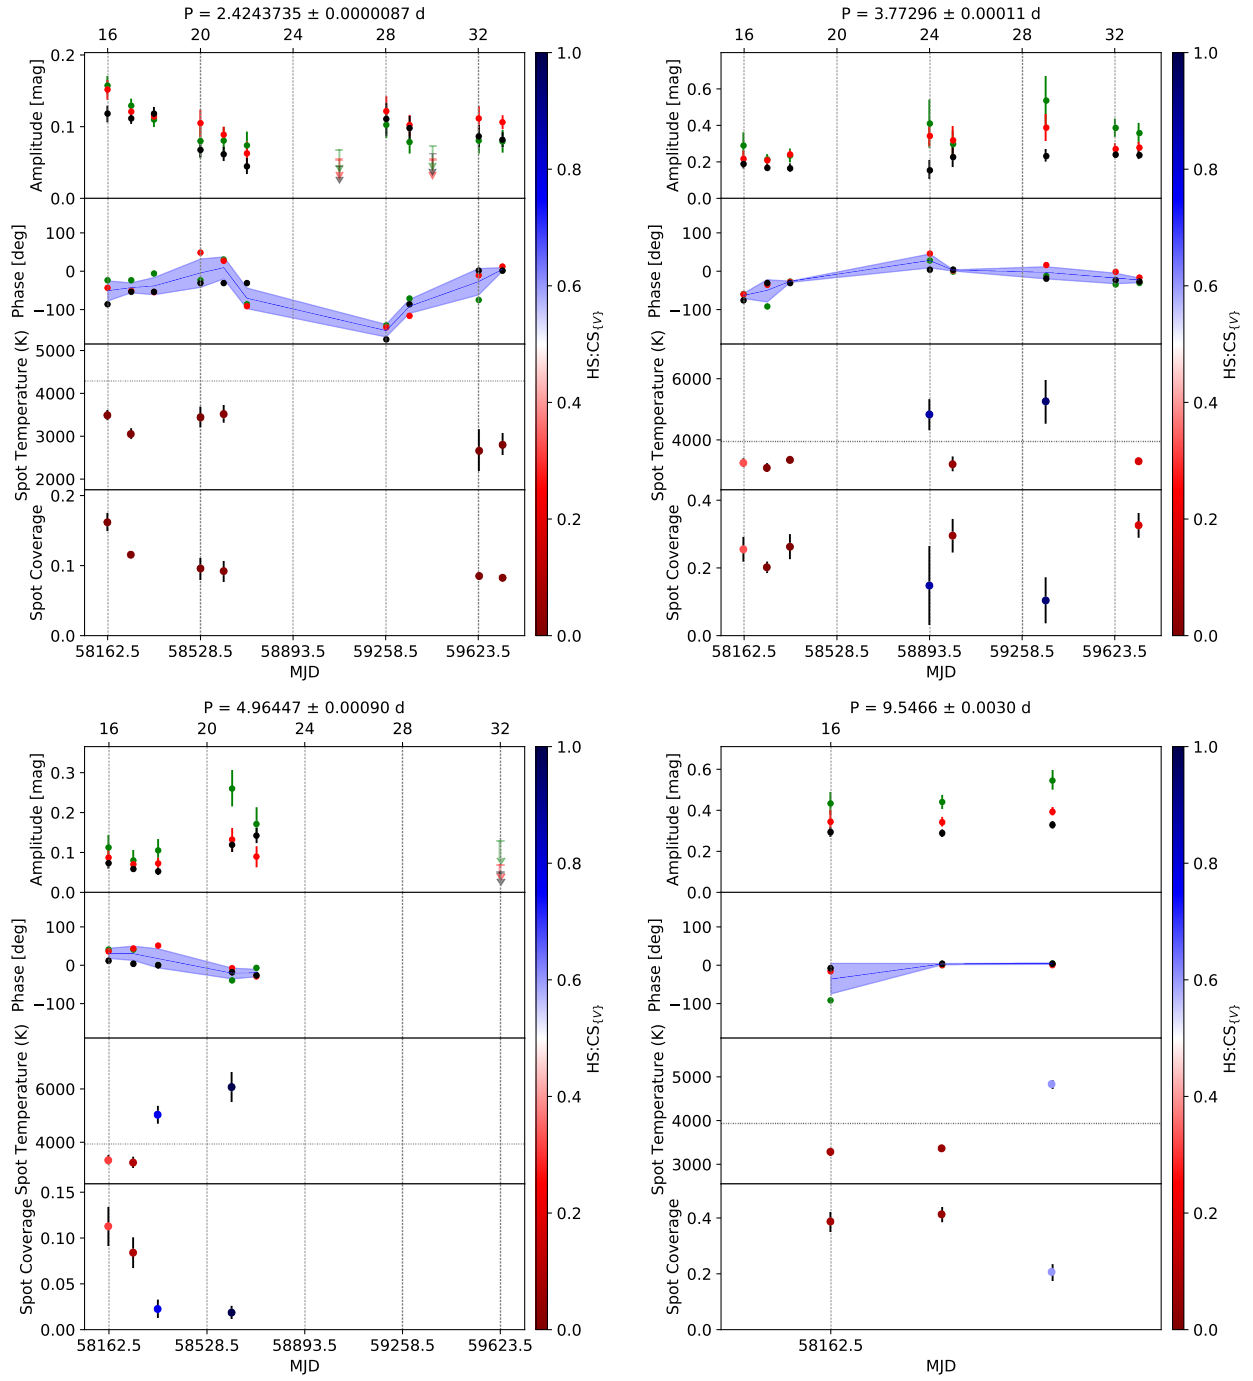 P = 2.4243735 ± 0.0000087 d
16 20 24 28 32
Amplitude [mag]
0.2
0.1
0.0
Phase [deg]
100
0
−100
Spot Temperature (K)
5000
4000
3000
2000
Spot Coverage
0.2
0.1
0.0
58162.5 58528.5 58893.5 59258.5 59623.5
MJD
1.0
0.8
0.6
0.4
0.2
0.0
HS:CS{V}
P = 3.77296 ± 0.00011 d
16 20 24 28 32
Amplitude [mag]
0.6
0.4
0.2
0.0
Phase [deg]
100
0
−100
Spot Temperature (K)
6000
4000
Spot Coverage
0.4
0.2
0.0
58162.5 58528.5 58893.5 59258.5 59623.5
MJD
1.0
0.8
0.6
0.4
0.2
0.0
HS:CS{V}
P = 4.96447 ± 0.00090 d
16 20 24 28 32
Amplitude [mag]
0.3
0.2
0.1
0.0
Phase [deg]
100
0
−100
Spot Temperature (K)
6000
4000
Spot Coverage
0.15
0.10
0.05
0.00
58162.5 58528.5 58893.5 59258.5 59623.5
MJD
1.0
0.8
0.6
0.4
0.2
0.0
HS:CS{V}
P = 9.5466 ± 0.0030 d
16
Amplitude [mag]
0.6
0.4
0.2
0.0
Phase [deg]
100
0
−100
Spot Temperature (K)
5000
4000
3000
Spot Coverage
0.4
0.2
0.0
58162.5
MJD
1.0
0.8
0.6
0.4
0.2
0.0
HS:CS{V}